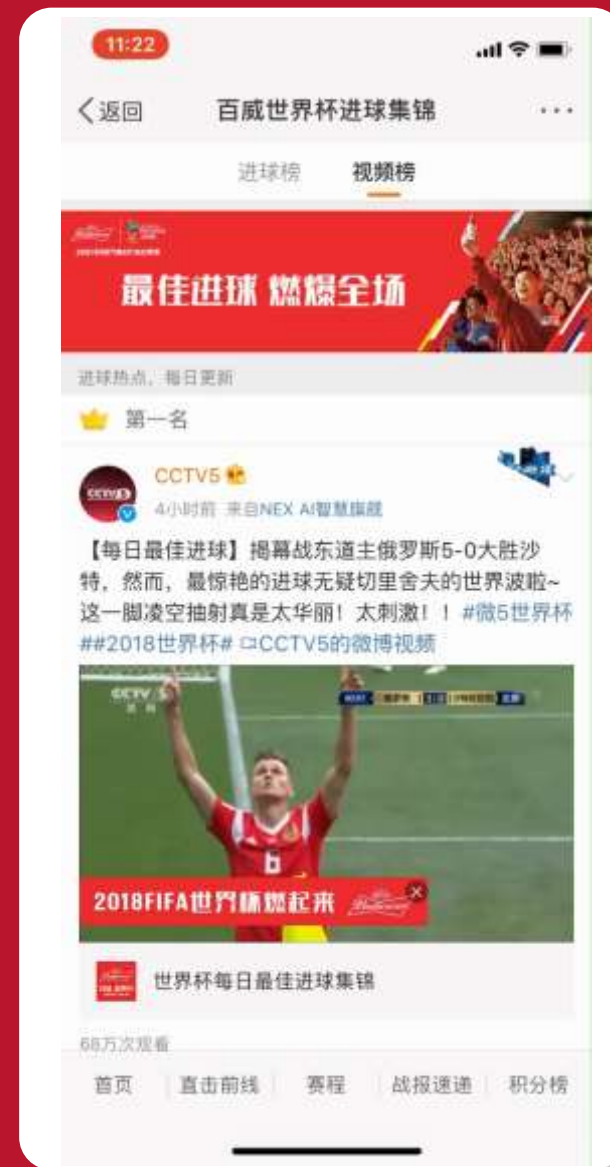 11:22
返回 百威世界杯进球集锦
进球榜 视频榜
最佳进球 燃爆全场
进球热点，每日更新
第一名
CCTV5
4小时前 来自NEX AI智慧旗舰
【每日最佳进球】揭幕战东道主俄罗斯5-0大胜沙
特，然而，最惊艳的进球无疑切里舍夫的世界波啦~
这一脚凌空抽射真是太华丽！太刺激！！#微5世界杯
##2018世界杯# CCTV5的微博视频
CCTV 5
6
2018FIFA世界杯燃起来 Budweiser
世界杯每日最佳进球集锦
68万次观看
首页 直击前线 赛程 战报速递 积分榜